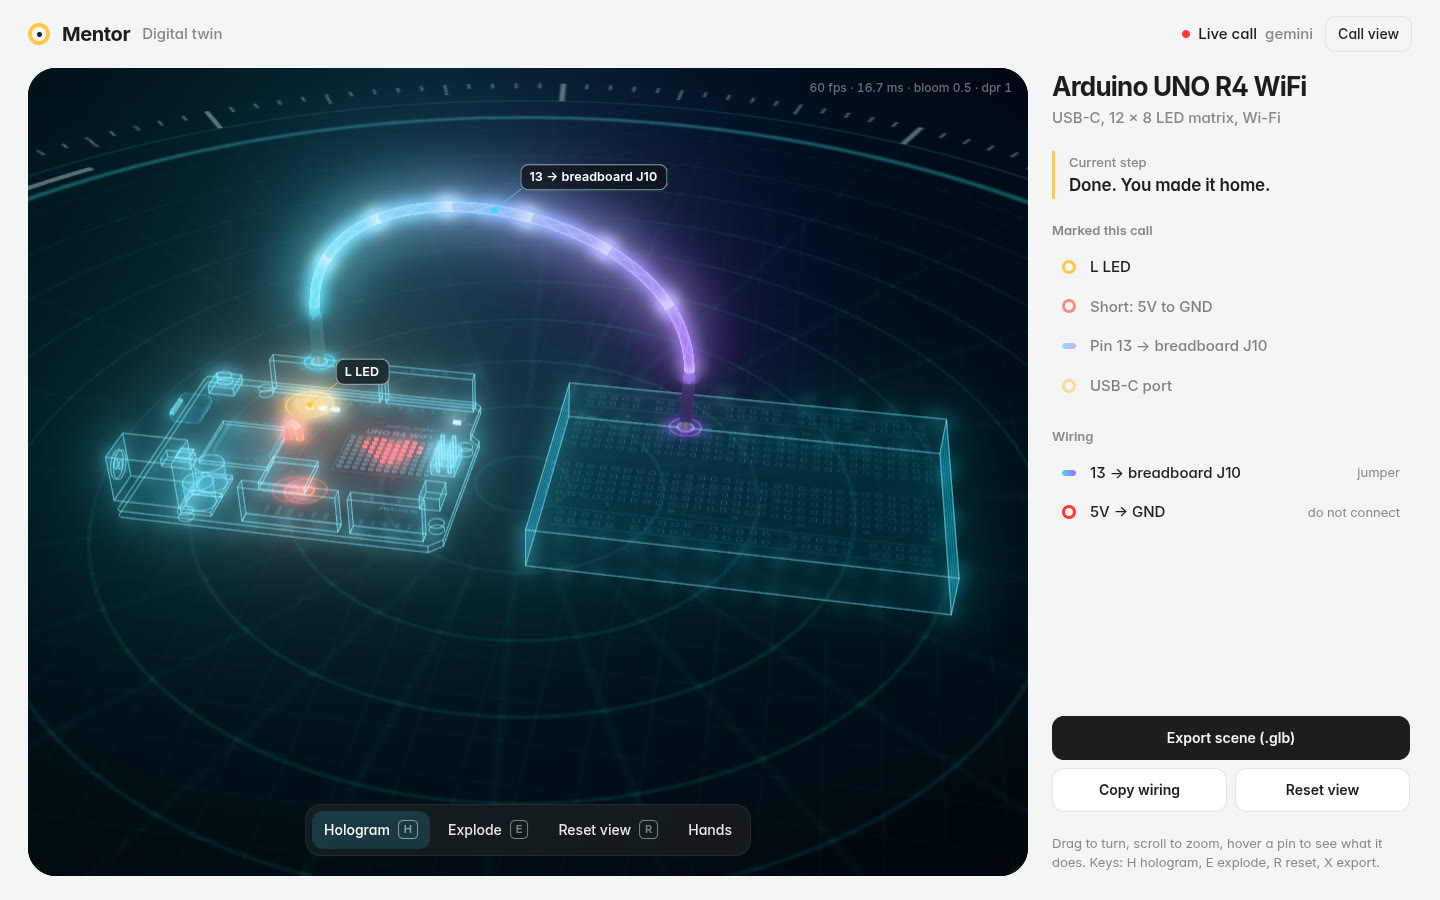 Mentor Digital twin
Live call gemini Call view
60 fps · 16.7 ms · bloom 0.5 · dpr 1
13 → breadboard J10
L LED
UNO R4 WiFi
Hologram H Explode E Reset view R Hands
Arduino UNO R4 WiFi
USB-C, 12 × 8 LED matrix, Wi-Fi
Current step
Done. You made it home.
Marked this call
L LED
Short: 5V to GND
Pin 13 → breadboard J10
USB-C port
Wiring
13 → breadboard J10 jumper
5V → GND do not connect
Export scene (.glb)
Copy wiring Reset view
Drag to turn, scroll to zoom, hover a pin to see what it
does. Keys: H hologram, E explode, R reset, X export.